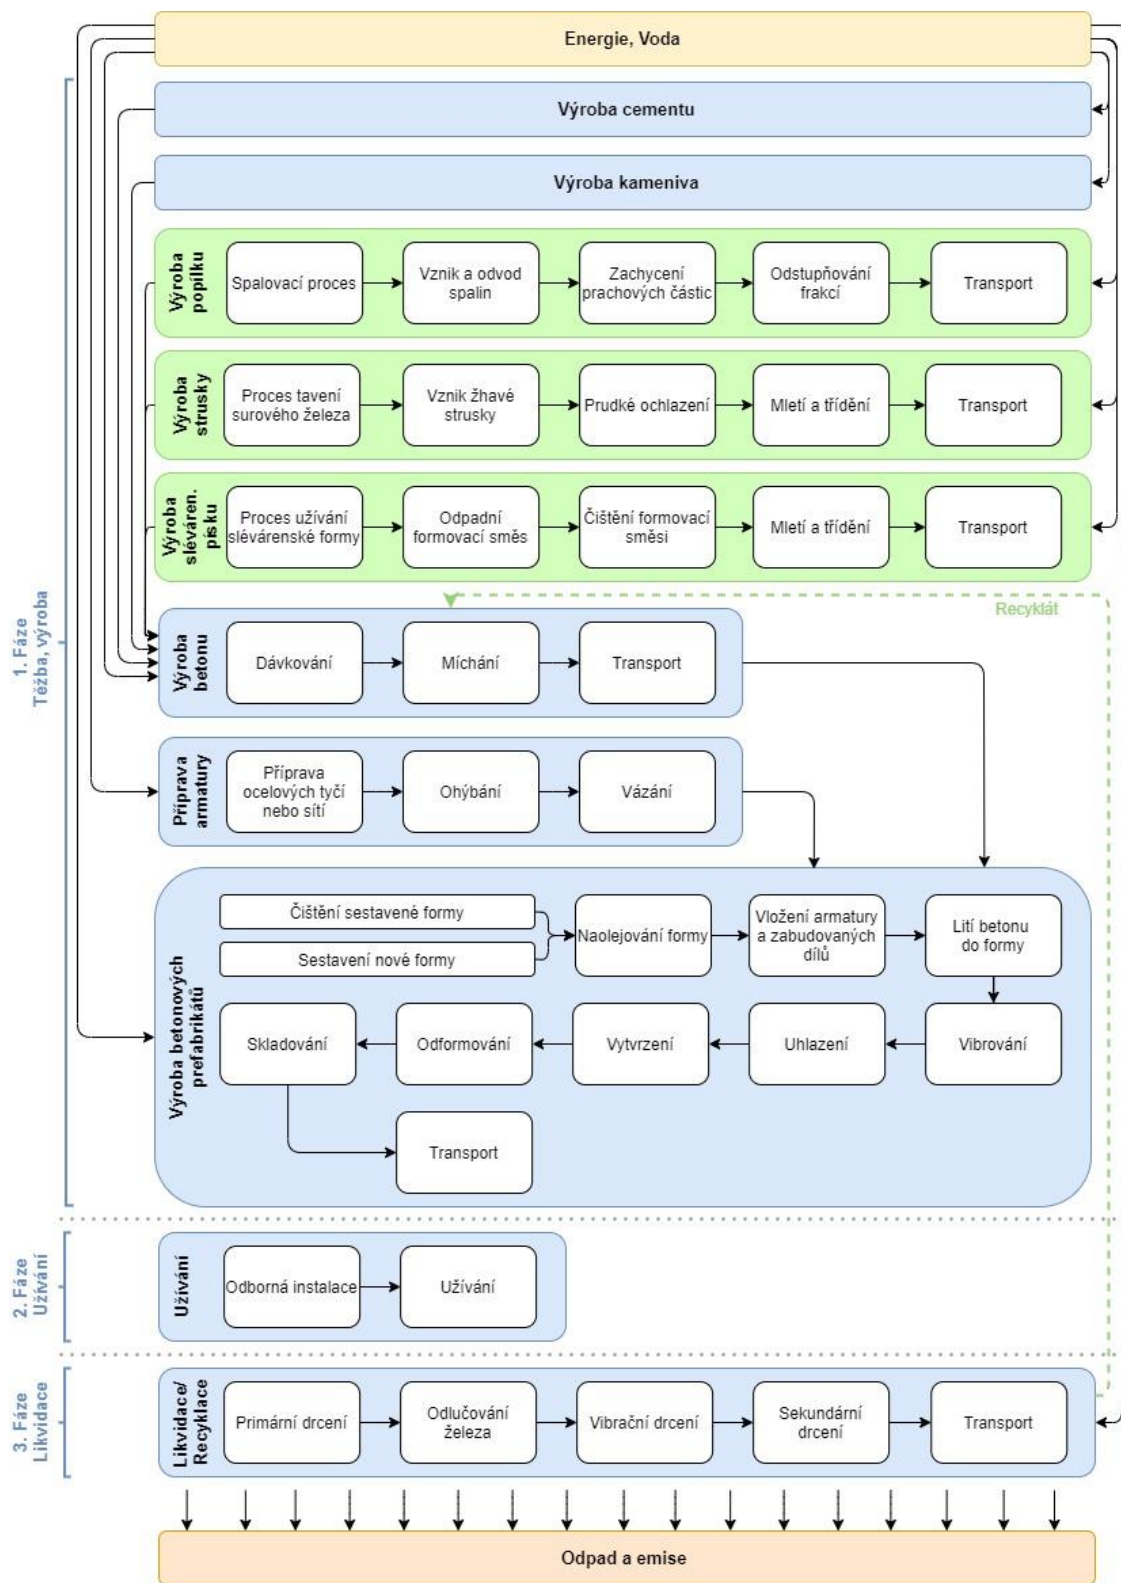 Energie, Voda
Výroba cementu
Výroba kameniva
Výroba
popílku
Spalovací proces
Vznik a odvod
spalin
Zachycení
prachových částic
Odstupňování
frakcí
Transport
Výroba
strusky
Proces tavení
surového železa
Vznik žhavé
strusky
Prudké ochlazení
Mletí a třídění
Transport
Výroba
sléváren.
písku
Proces užívání
slévárenské formy
Odpadní
formovací směs
Čištění formovací
směsi
Mletí a třídění
Transport
Recyklát
1. Fáze
Těžba, výroba
Výroba
betonu
Dávkování
Míchání
Transport
Příprava
armatury
Příprava
ocelových tyčí
nebo sítí
Ohýbání
Vázání
Výroba betonových
prefabrikátů
Čištění sestavené formy
Sestavení nové formy
Naolejování formy
Vložení armatury
a zabudovaných
dílů
Lití betonu
do formy
Skladování
Odformování
Vytvrzení
Uhlazení
Vibrování
Transport
2. Fáze
Užívání
Užívání
Odborná instalace
Užívání
3. Fáze
Likvidace
Likvidace/
Recyklace
Primární drcení
Odlučování
železa
Vibrační drcení
Sekundární
drcení
Transport
Odpad a emise